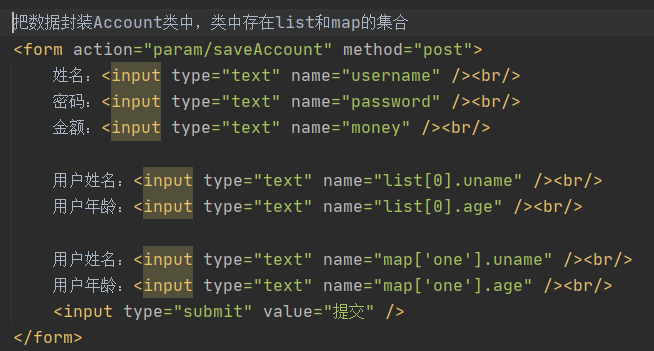 把数据封装Account类中，类中存在list和map的集合
<form action="param/saveAccount" method="post">
    姓名：<input type="text" name="username" /><br/>
    密码：<input type="text" name="password" /><br/>
    金额：<input type="text" name="money" /><br/>

    用户姓名：<input type="text" name="list[0].uname" /><br/>
    用户年龄：<input type="text" name="list[0].age" /><br/>

    用户姓名：<input type="text" name="map['one'].uname" /><br/>
    用户年龄：<input type="text" name="map['one'].age" /><br/>
    <input type="submit" value="提交" />
</form>